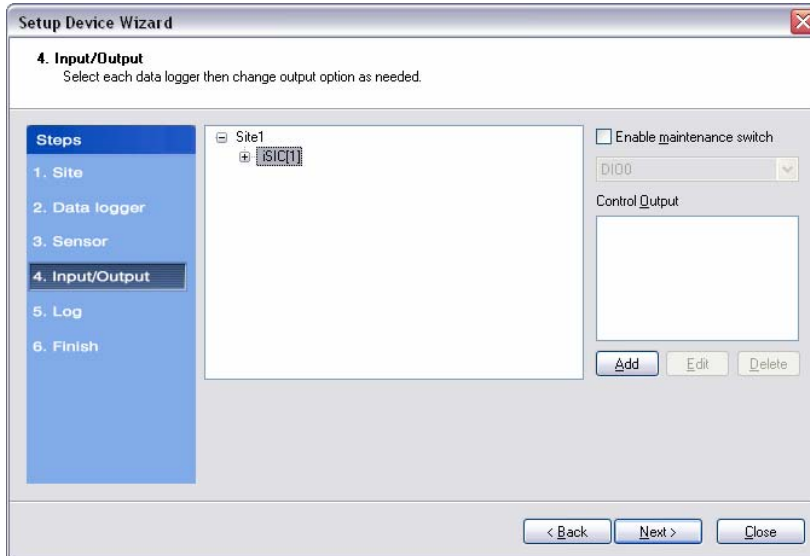 Setup Device Wizard
4. Input/Output
Select each data logger then change output option as needed.
Steps
1. Site
2. Data logger
3. Sensor
4. Input/Output
5. Log
6. Finish
Site1
iSIC[1]
Enable maintenance switch
DIO0
Control Output
Add Edit Delete
< Back Next > Close